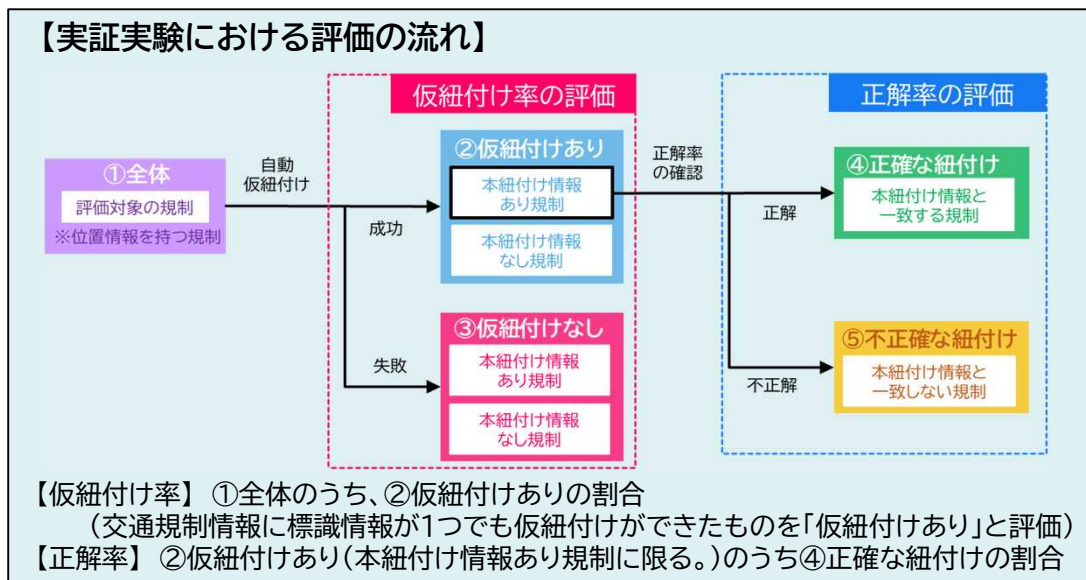 【実証実験における評価の流れ】
仮紐付け率の評価
正解率の評価
①全体
評価対象の規制
※位置情報を持つ規制
自動
仮紐付け
成功
失敗
②仮紐付けあり
本紐付け情報
あり規制
本紐付け情報
なし規制
③仮紐付けなし
本紐付け情報
あり規制
本紐付け情報
なし規制
正解率
の確認
正解
不正解
④正確な紐付け
本紐付け情報と
一致する規制
⑤不正確な紐付け
本紐付け情報と
一致しない規制
【仮紐付け率】 ①全体のうち、②仮紐付けありの割合
（交通規制情報に標識情報が1つでも仮紐付けができたものを「仮紐付けあり」と評価）
【正解率】 ②仮紐付けあり（本紐付け情報あり規制に限る。）のうち④正確な紐付けの割合